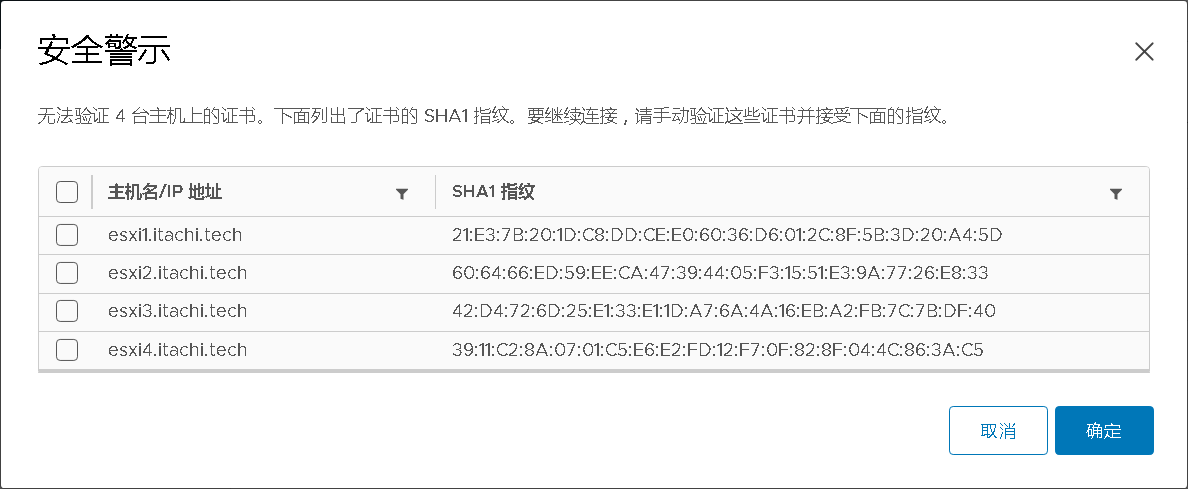 安全警示
无法验证 4 台主机上的证书。下面列出了证书的 SHA1 指纹。要继续连接，请手动验证这些证书并接受下面的指纹。
主机名/IP 地址 SHA1 指纹
esxi1.itachi.tech 21:E3:7B:20:1D:C8:DD:CE:E0:60:36:D6:01:2C:8F:5B:3D:20:A4:5D
esxi2.itachi.tech 60:64:66:ED:59:EE:CA:47:39:44:05:F3:15:51:E3:9A:77:26:E8:33
esxi3.itachi.tech 42:D4:72:6D:25:E1:33:E1:1D:A7:6A:4A:16:EB:A2:FB:7C:7B:DF:40
esxi4.itachi.tech 39:11:C2:8A:07:01:C5:E6:E2:FD:12:F7:0F:82:8F:04:4C:86:3A:C5
取消 确定